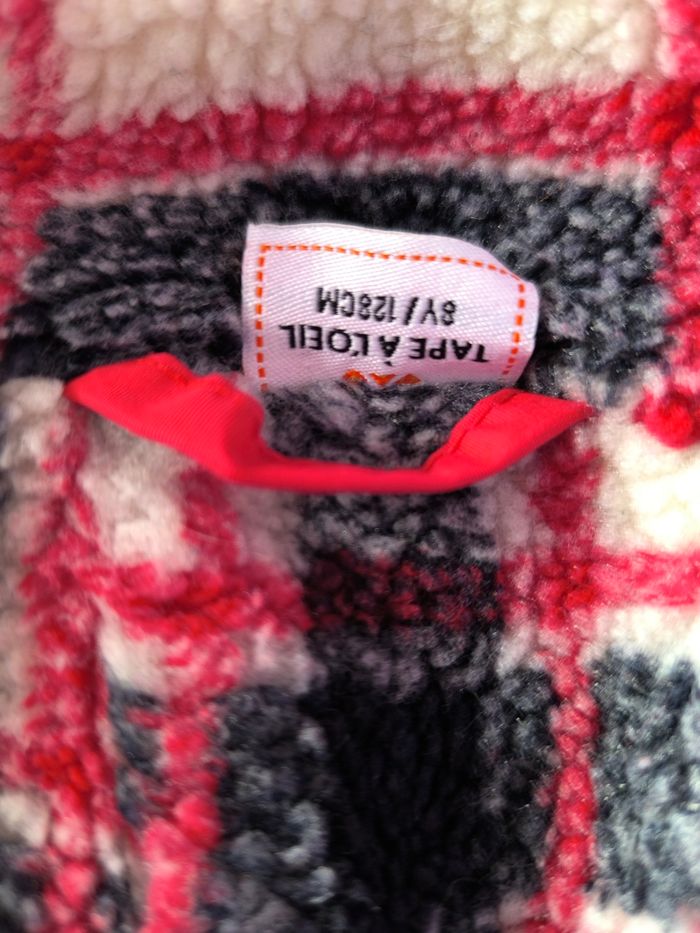 TAPE À L'OEIL
8Y / 128CM